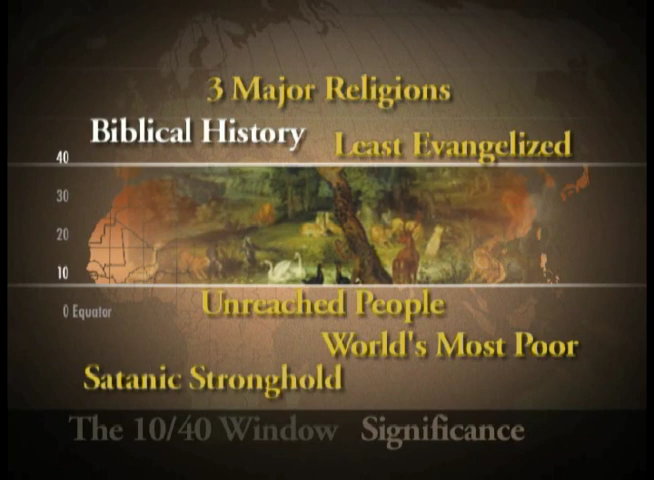 3 Major Religions
Biblical History
Least Evangelized
40
30
20
10
0 Equator
Unreached People
World's Most Poor
Satanic Stronghold
The 10/40 Window Significance